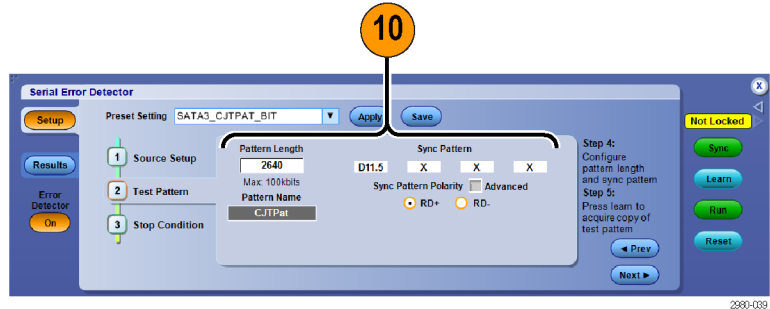 10
Serial Error Detector
X
Setup
Preset Setting SATA3_CJTPAT_BIT Apply Save
Not Locked
Results
Error
Detector
On
1 Source Setup
2 Test Pattern
3 Stop Condition
Pattern Length
2640
Max: 100kbits
Pattern Name
CJTPat
Sync Pattern
D11.5 X X X
Sync Pattern Polarity Advanced
RD+ RD-
Step 4:
Configure
pattern length
and sync pattern
Step 5:
Press learn to
acquire copy of
test pattern
Prev
Next
Sync
Learn
Run
Reset
2980-039